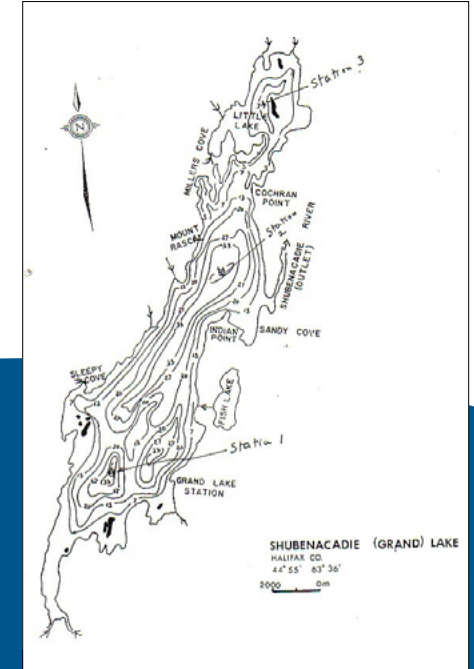 Station 3
LITTLE
LAKE
MILLERS COVE
COCHRAN
POINT
MOUNT
RASCAL
Station
2
SHUBENACADIE RIVER
(OUTLET)
INDIAN
POINT
SANDY COVE
SLEEPY
COVE
FISH LAKE
Station 1
GRAND LAKE
STATION
N
SHUBENACADIE (GRAND) LAKE
HALIFAX CO.
44° 55' 63° 36'
2000 0m